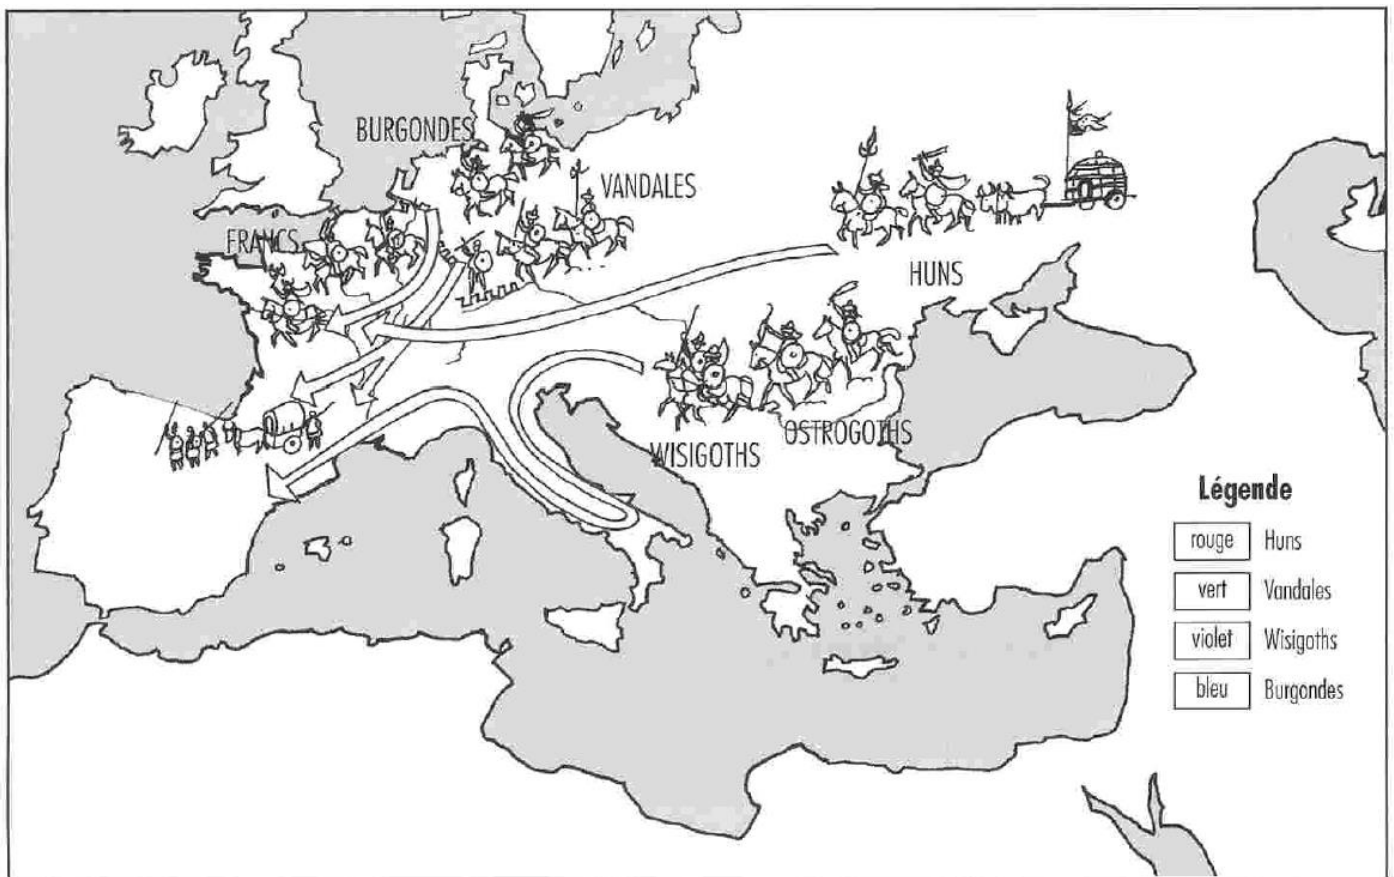 BURGONDES
VANDALES
FRANCS
HUNS
OSTROGOTHS
WISIGOTHS
Légende
rouge Huns
vert Vandales
violet Wisigoths
bleu Burgondes